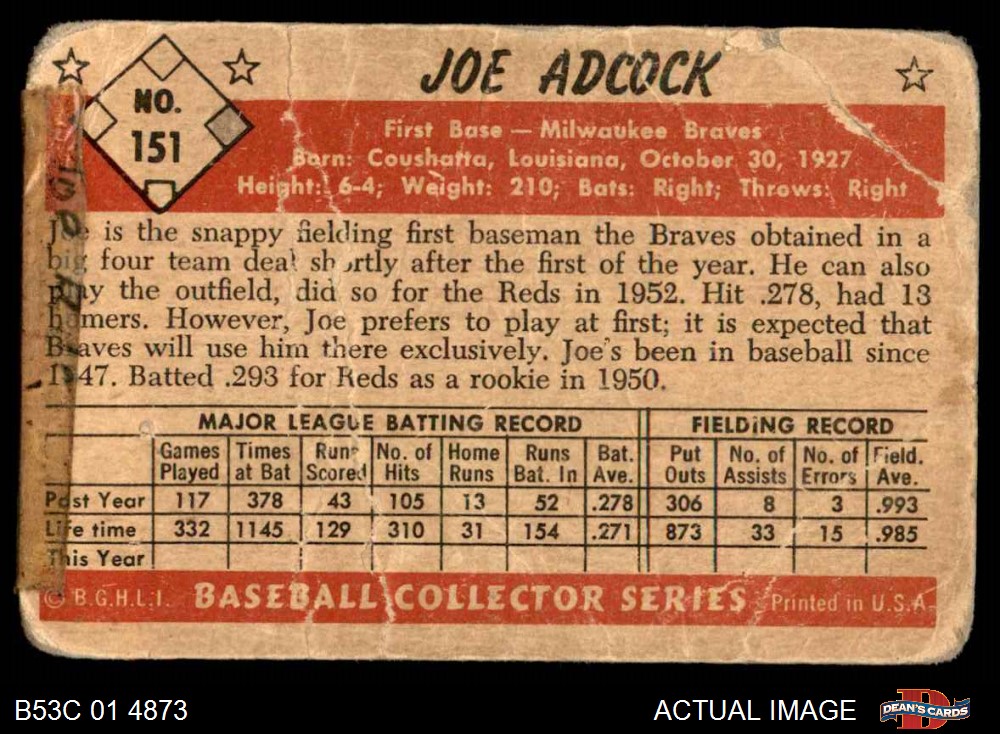 NO.
151
JOE ADCOCK
First Base — Milwaukee Braves
Born: Coushatta, Louisiana, October 30, 1927
Height: 6-4; Weight: 210; Bats: Right; Throws: Right
Joe is the snappy fielding first baseman the Braves obtained in a
big four team deal shortly after the first of the year. He can also
play the outfield, did so for the Reds in 1952. Hit .278, had 13
homers. However, Joe prefers to play at first; it is expected that
Braves will use him there exclusively. Joe's been in baseball since
1947. Batted .293 for Reds as a rookie in 1950.
MAJOR LEAGUE BATTING RECORD FIELDING RECORD
Games Times Runs No. of Home Runs Bat. Put No. of No. of Field.
Played at Bat Scored Hits Runs Bat. In Ave. Outs Assists Errors Ave.
Past Year 117 378 43 105 13 52 .278 306 8 3 .993
Life time 332 1145 129 310 31 154 .271 873 33 15 .985
This Year
© B.G.H.L.I. BASEBALL COLLECTOR SERIES Printed in U.S.A.
B53C 01 4873 ACTUAL IMAGE DEAN'S CARDS